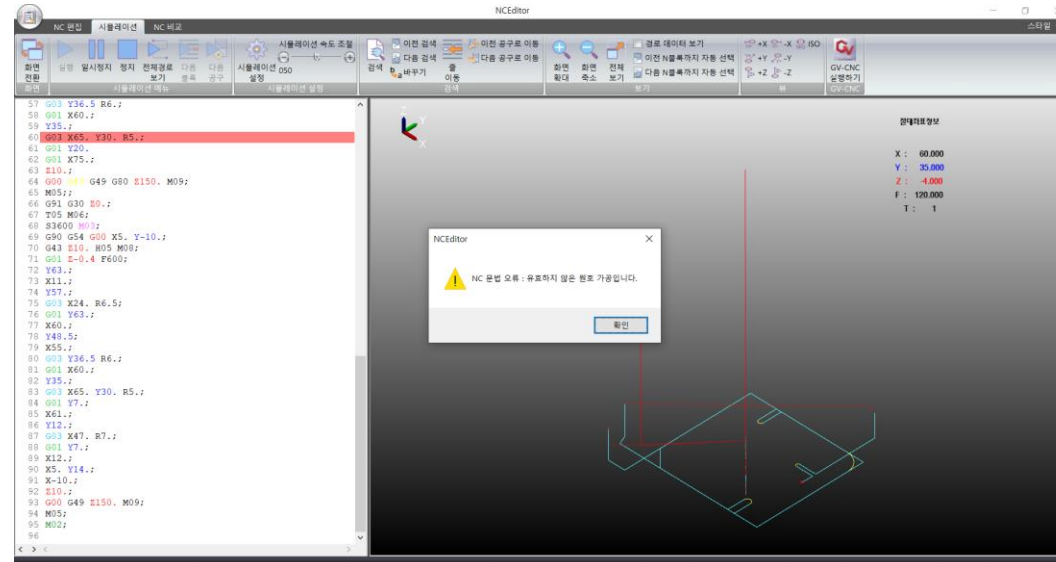 NCEditor
NC 편집 시뮬레이션 NC 비교
스타일
화면 전환
실행
일시정지
정지
전체경로 보기
다음 블록
다음 공구
시뮬레이션 설정
시뮬레이션 속도 조절
050
검색
이전 검색
다음 검색
바꾸기
줄 이동
이전 공구로 이동
다음 공구로 이동
화면 확대
화면 축소
전체 보기
경로 데이터 보기
이전 N블록까지 자동 선택
다음 N블록까지 자동 선택
+X -X ISO
+Y -Y
+Z -Z
GV-CNC 실행하기
화면 시뮬레이션 메뉴 시뮬레이션 설정 검색 보기 뷰 GV-CNC
57 G03 Y36.5 R6.;
58 G01 X60.;
59 Y35.;
60 G03 X65. Y30. R5.;
61 G01 Y20.
62 G01 X75.;
63 Z10.;
64 G00 G49 G80 Z150. M09;
65 M05;;
66 G91 G30 Z0.;
67 T05 M06;
68 S3600 M03;
69 G90 G54 G00 X5. Y-10.;
70 G43 Z10. H05 M08;
71 G01 Z-0.4 F600;
72 Y63.;
73 X11.;
74 Y57.;
75 G03 X24. R6.5;
76 G01 Y63.;
77 X60.;
78 Y48.5;
79 X55.;
80 G03 Y36.5 R6.;
81 G01 X60.;
82 Y35.;
83 G03 X65. Y30. R5.;
84 G01 Y7.;
85 X61.;
86 Y12.;
87 G03 X47. R7.;
88 G01 Y7.;
89 X12.;
90 X5. Y14.;
91 X-10.;
92 Z10.;
93 G00 G49 Z150. M09;
94 M05;
95 M02;
96
Y
X
절대좌표정보
X : 60.000
Y : 35.000
Z : -4.000
F : 120.000
T : 1
NCEditor
NC 문법 오류 : 유효하지 않은 원호 가공입니다.
확인